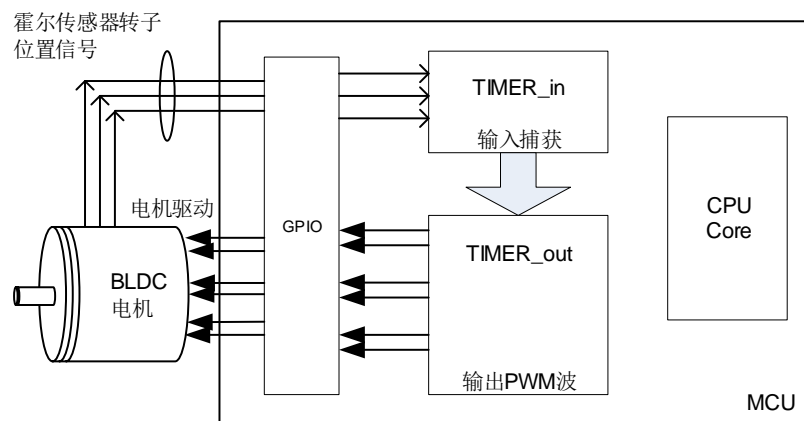 霍尔传感器转子
位置信号
TIMER_in
输入捕获
CPU
Core
电机驱动
GPIO
TIMER_out
BLDC
电机
输出PWM波
MCU